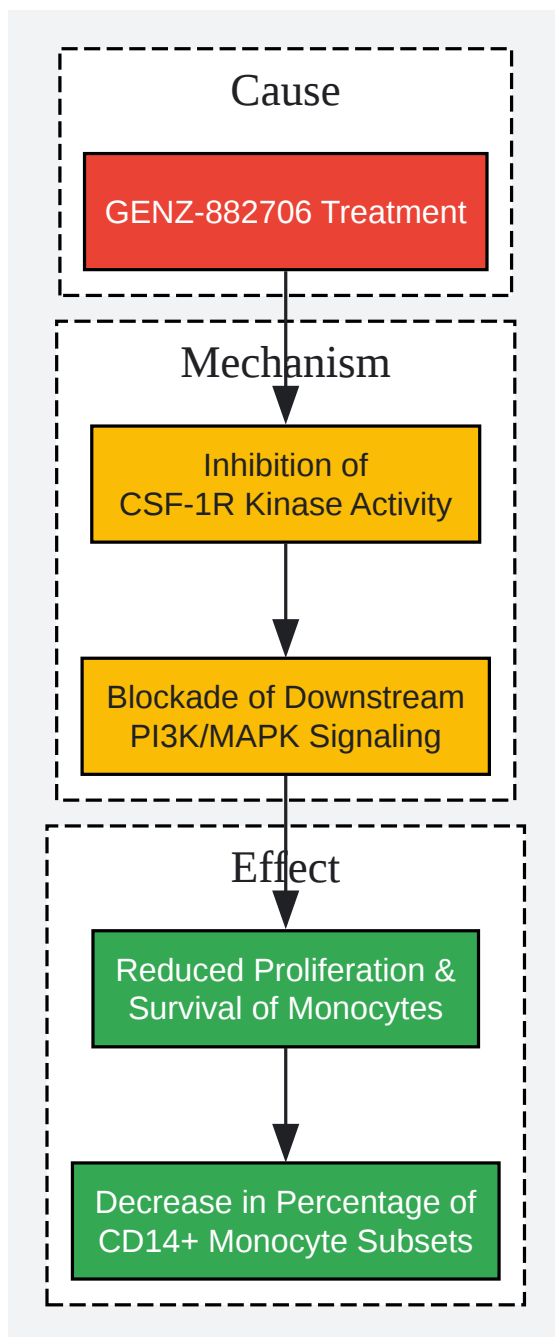 Cause
GENZ-882706 Treatment
Mechanism
Inhibition of
CSF-1R Kinase Activity
Blockade of Downstream
PI3K/MAPK Signaling
Effect
Reduced Proliferation &
Survival of Monocytes
Decrease in Percentage of
CD14+ Monocyte Subsets